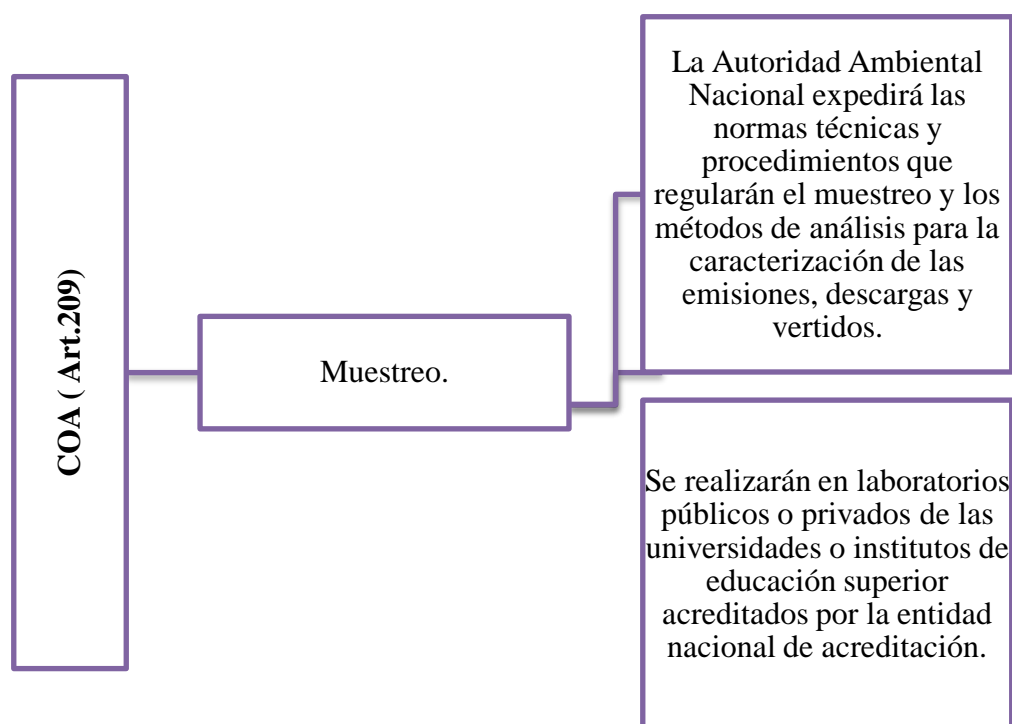 COA ( Art.209)
Muestreo.
La Autoridad Ambiental
Nacional expedirá las
normas técnicas y
procedimientos que
regularán el muestreo y los
métodos de análisis para la
caracterización de las
emisiones, descargas y
vertidos.
Se realizarán en laboratorios
públicos o privados de las
universidades o institutos de
educación superior
acreditados por la entidad
nacional de acreditación.